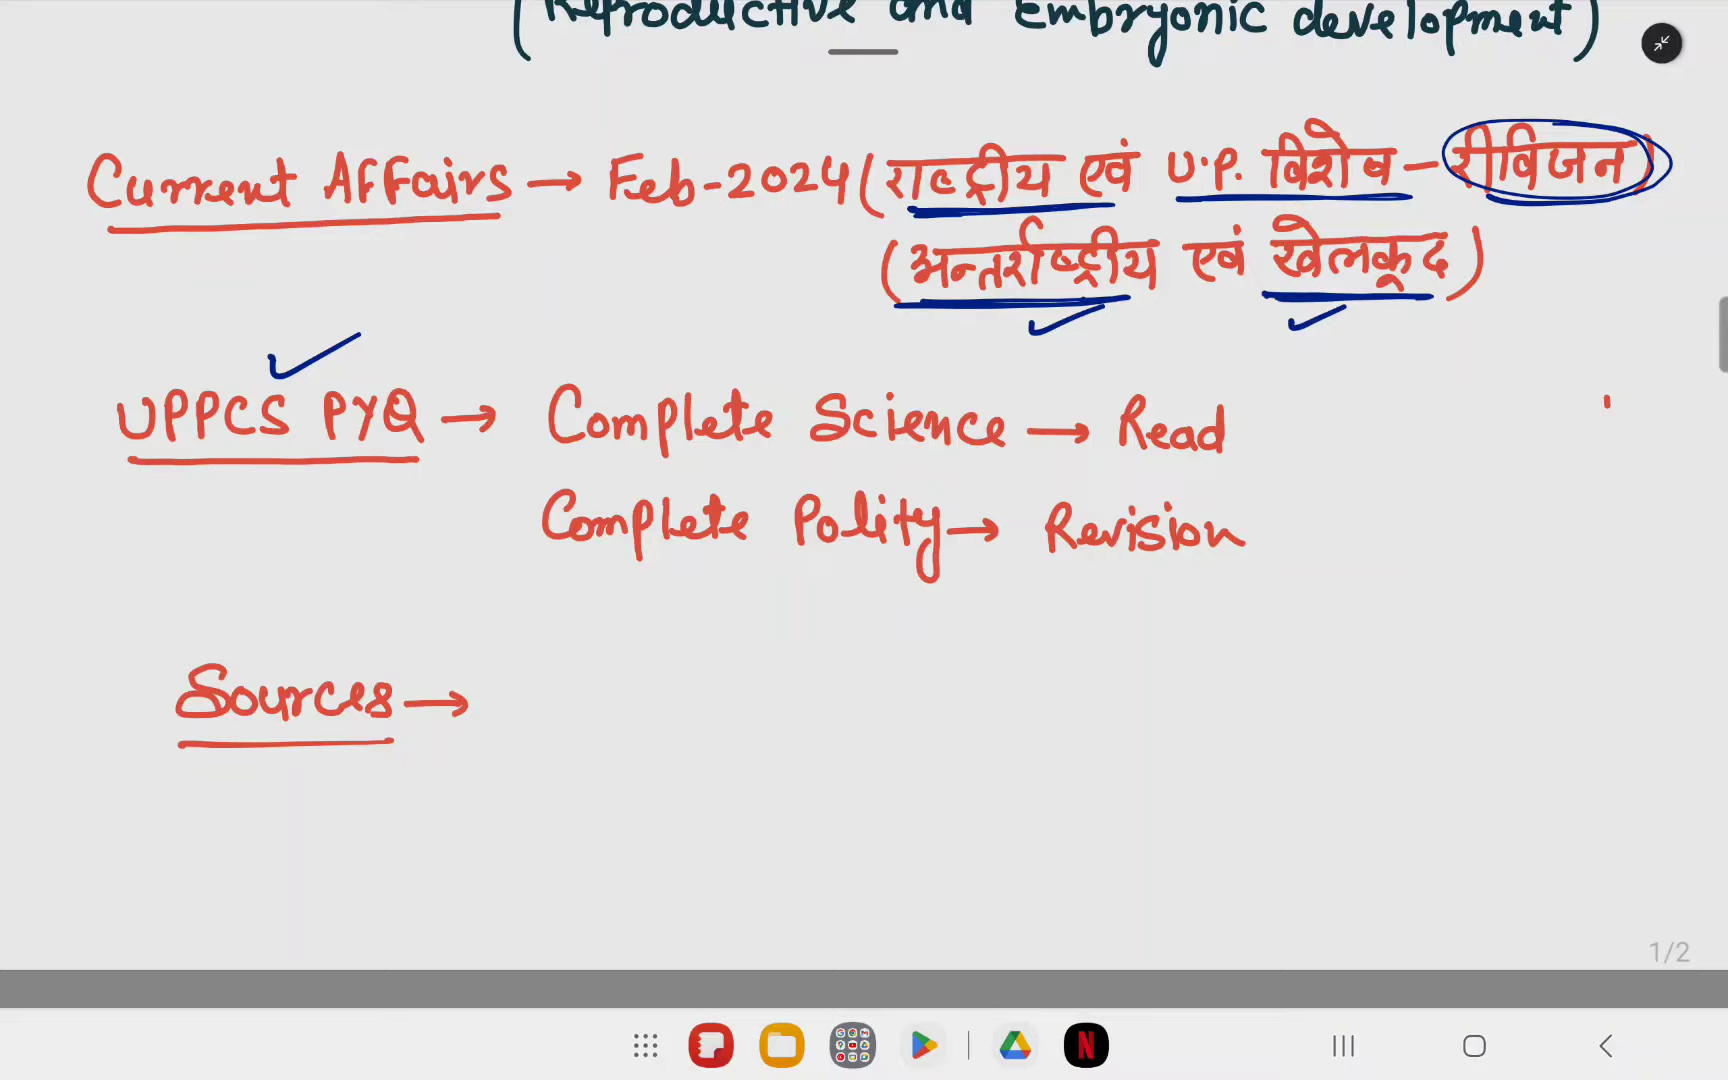 (Reproductive and Embryonic development)
Current Affairs → Feb-2024 (राष्ट्रीय एवं U.P. विशेष – रीविजन)
(अन्तर्राष्ट्रीय एवं खेलकूद)
UPPCS PYQ → Complete Science → Read
Complete Polity → Revision
Sources →
1/2
N